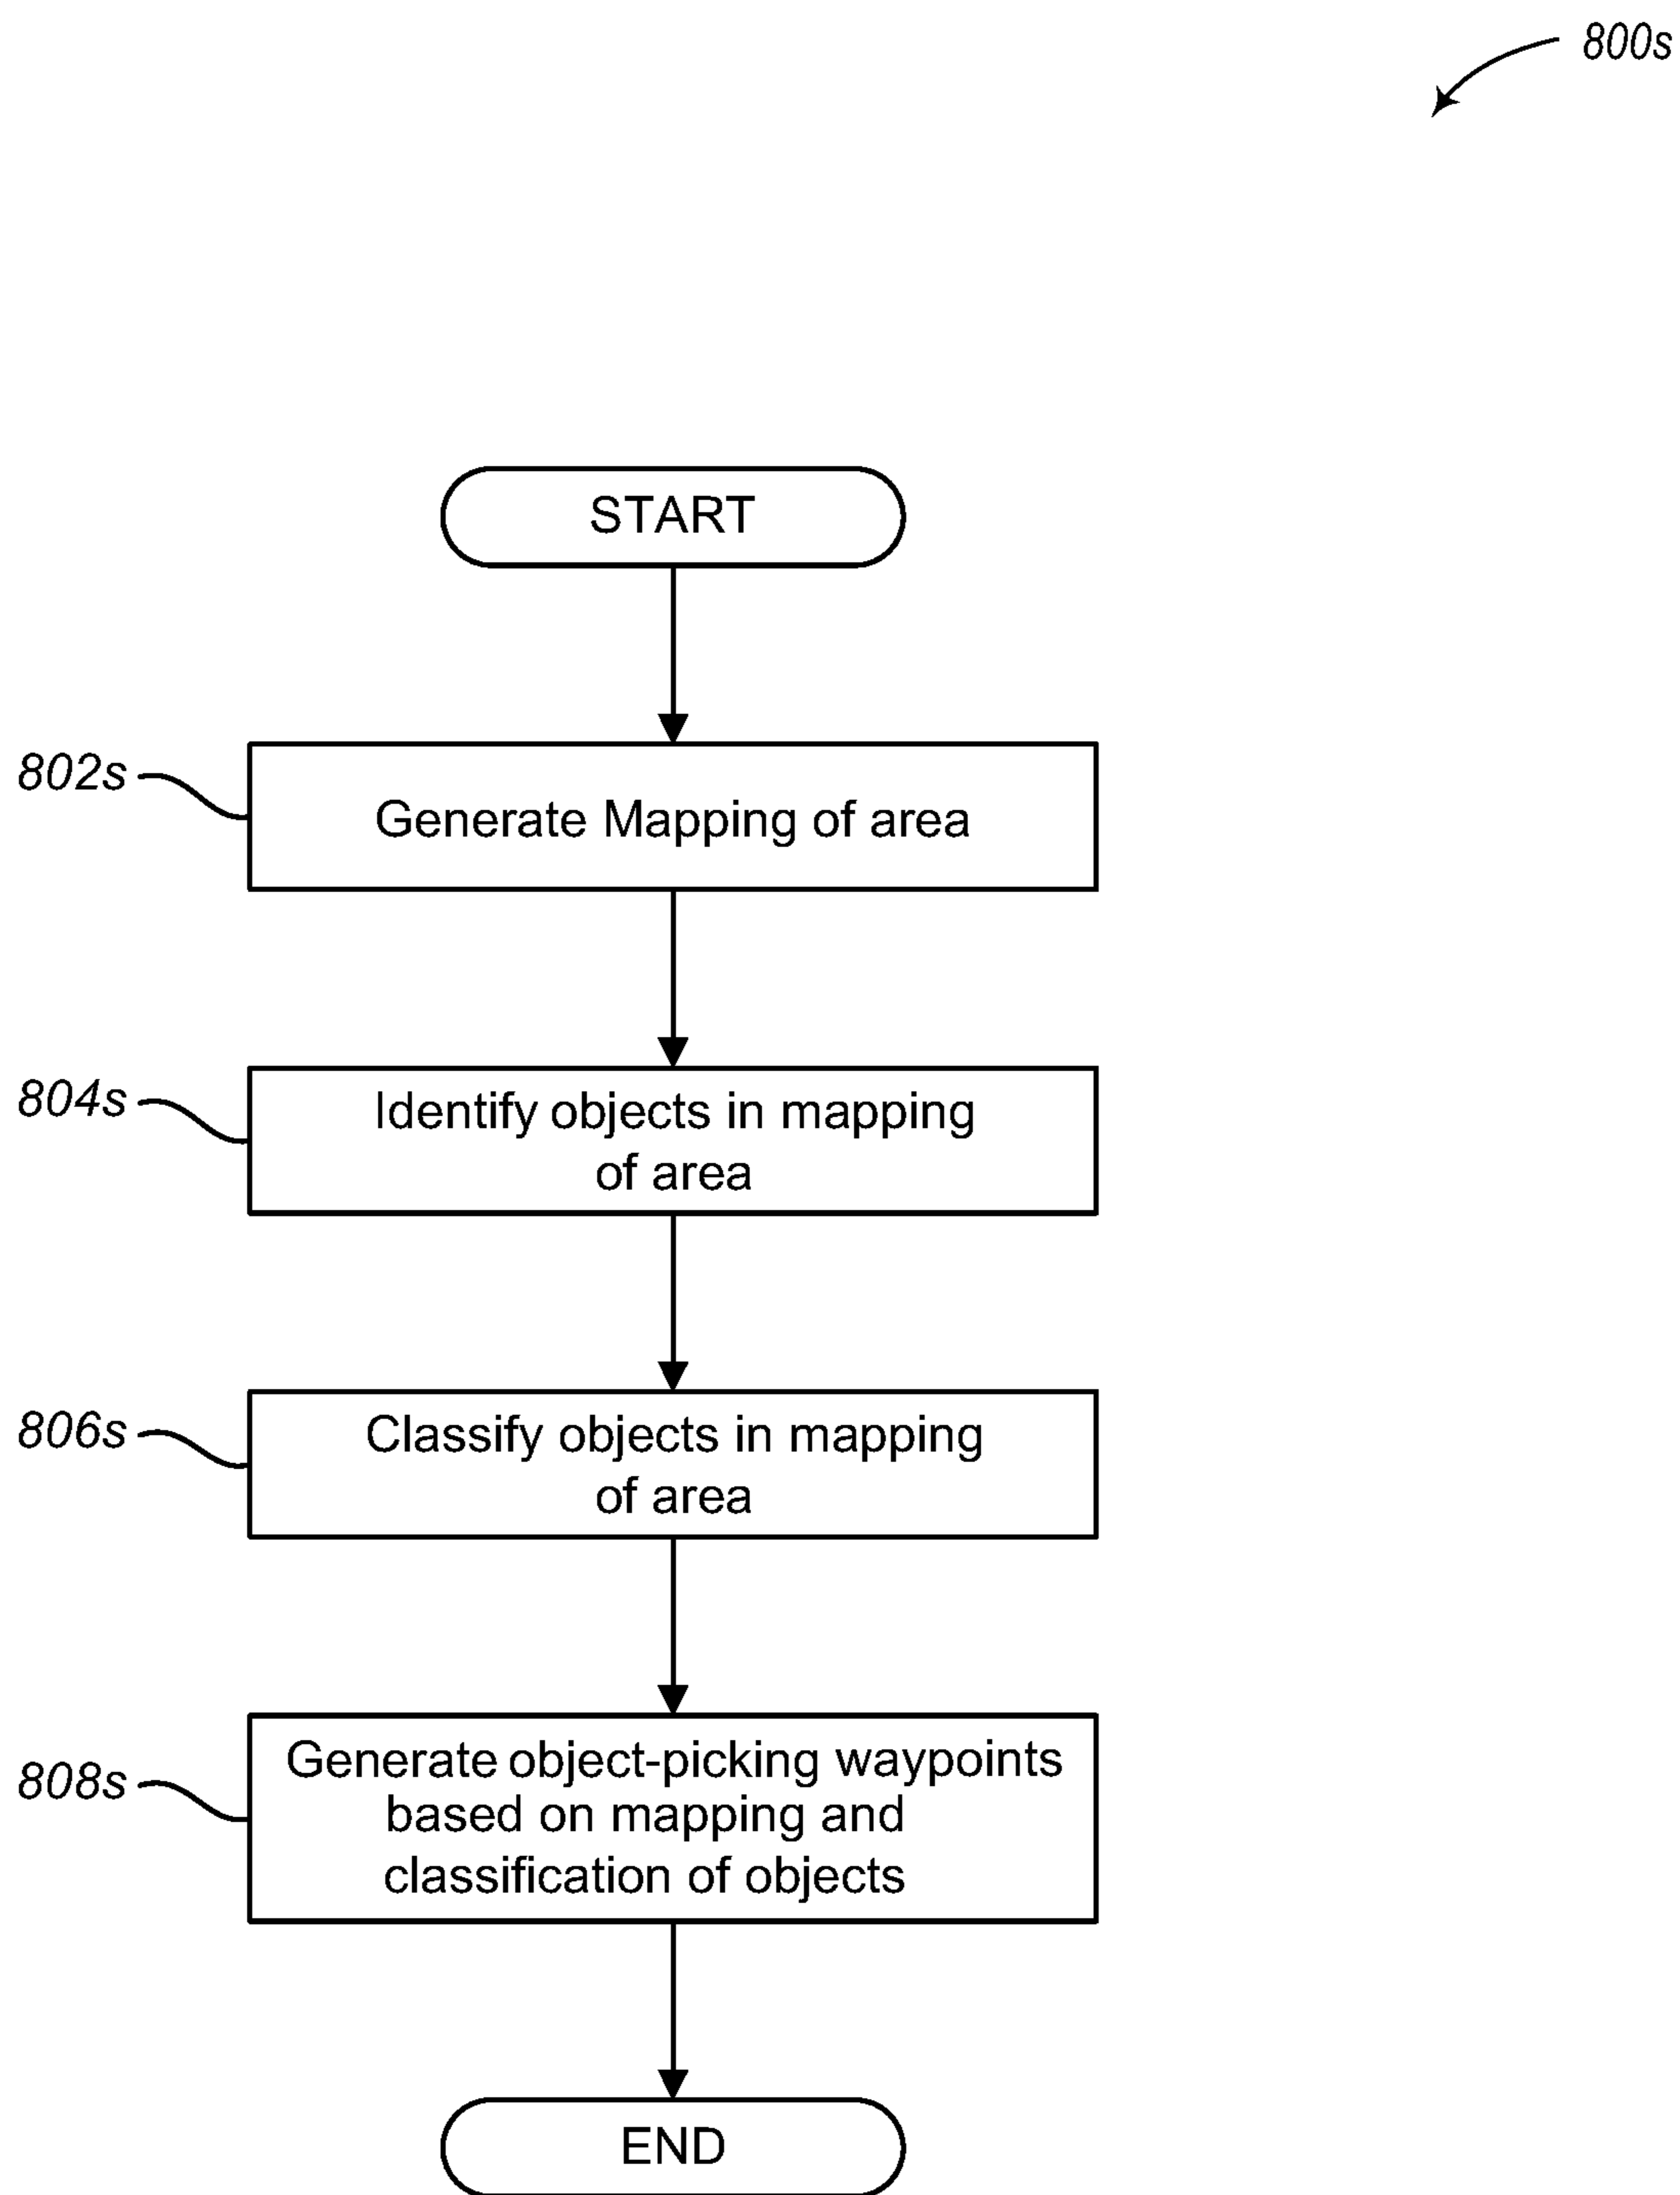 800s
START
802s
Generate Mapping of area
804s
Identify objects in mapping
of area
806s
Classify objects in mapping
of area
808s
Generate object-picking waypoints
based on mapping and
classification of objects
END